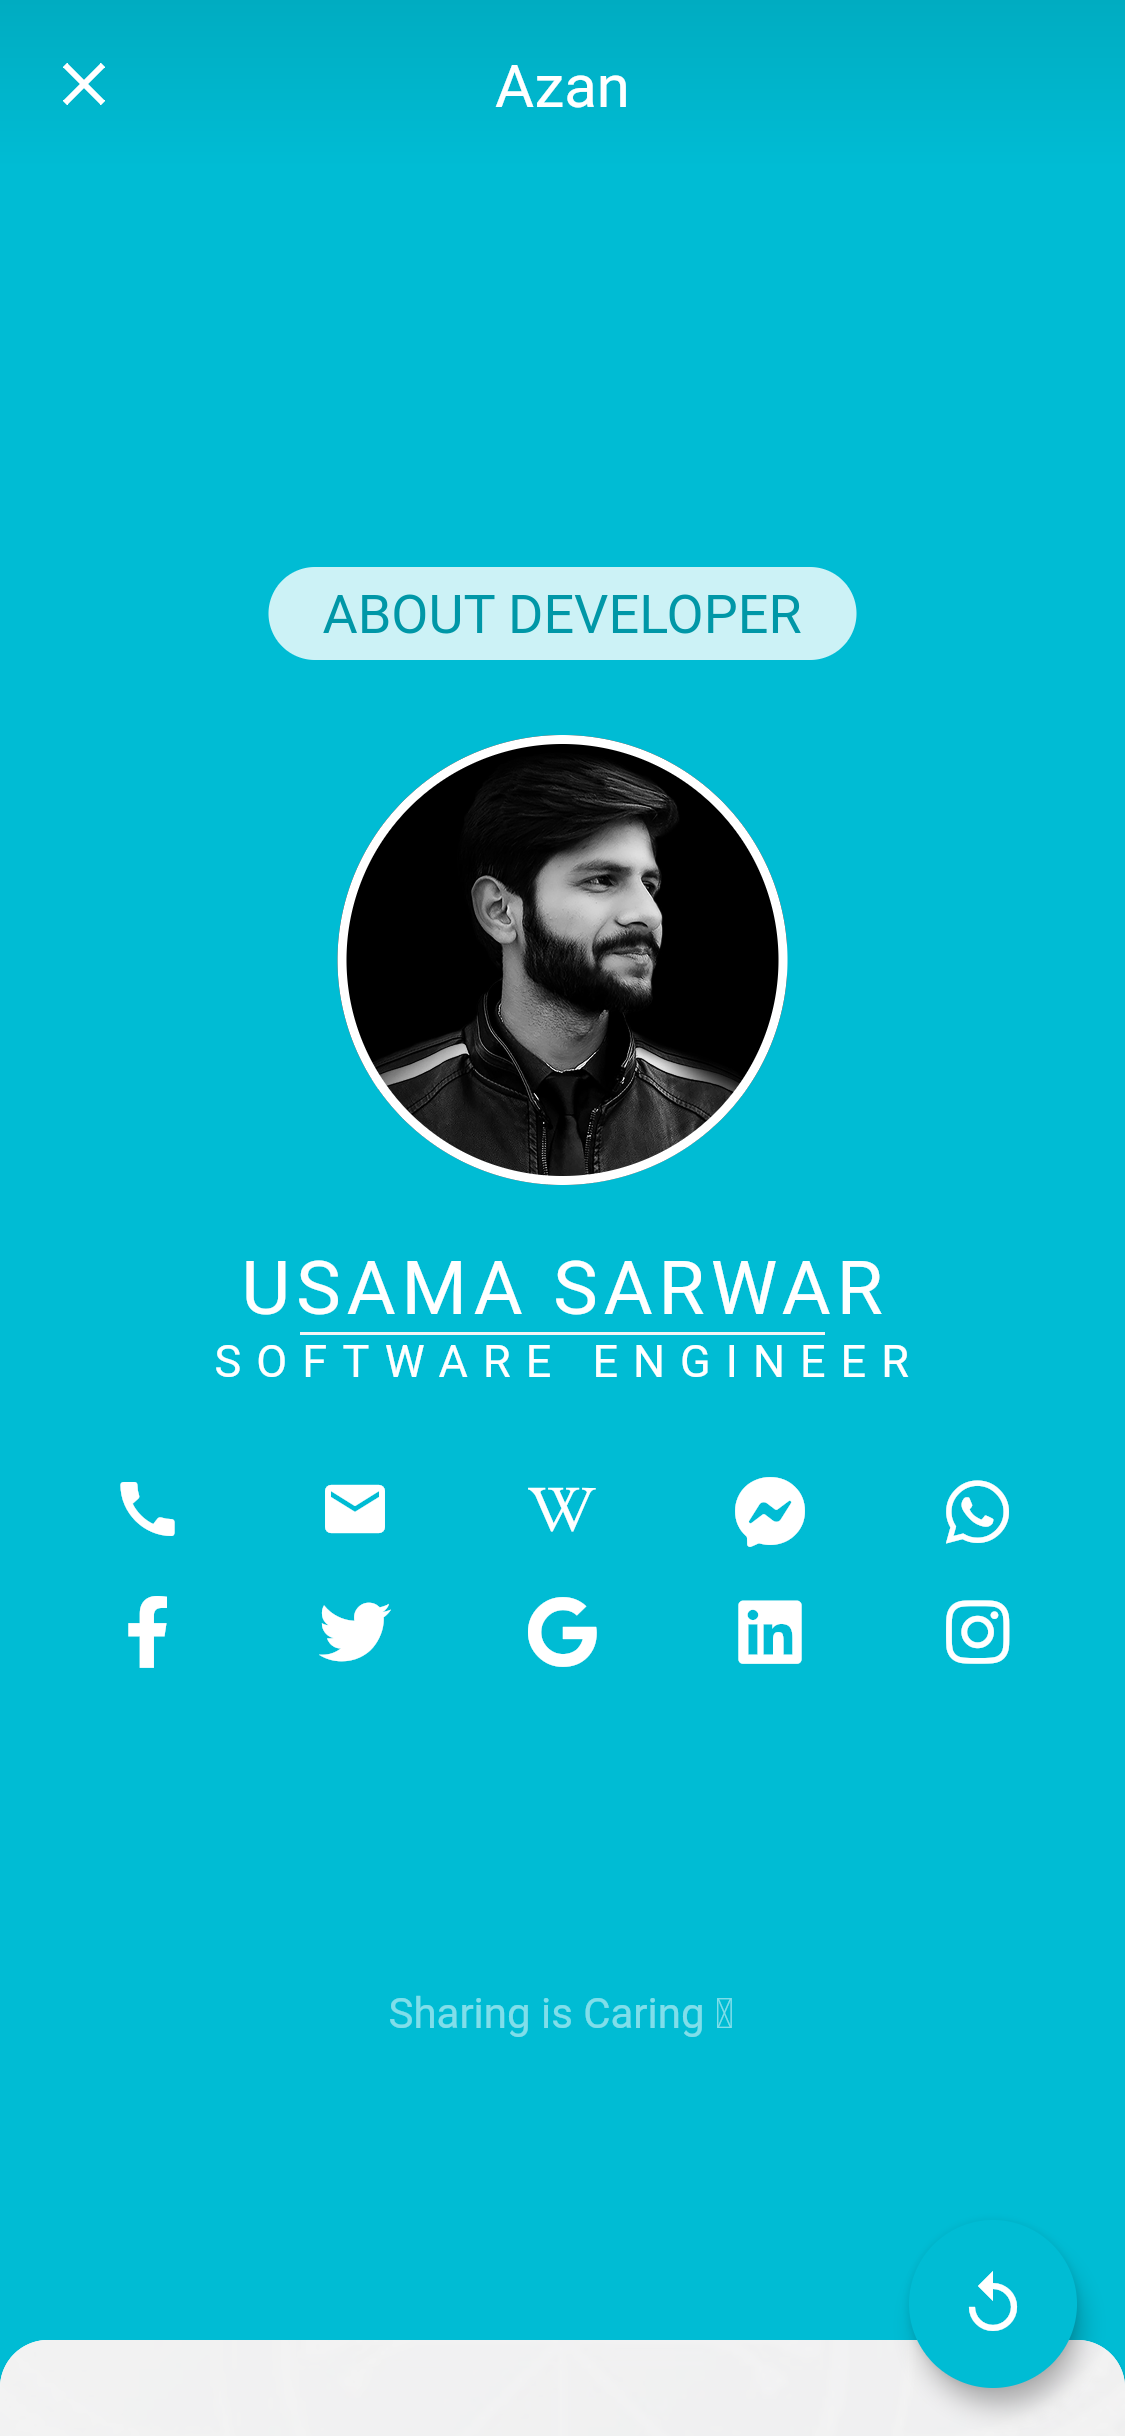 Azan
ABOUT DEVELOPER
USAMA SARWAR
SOFTWARE ENGINEER
Sharing is Caring